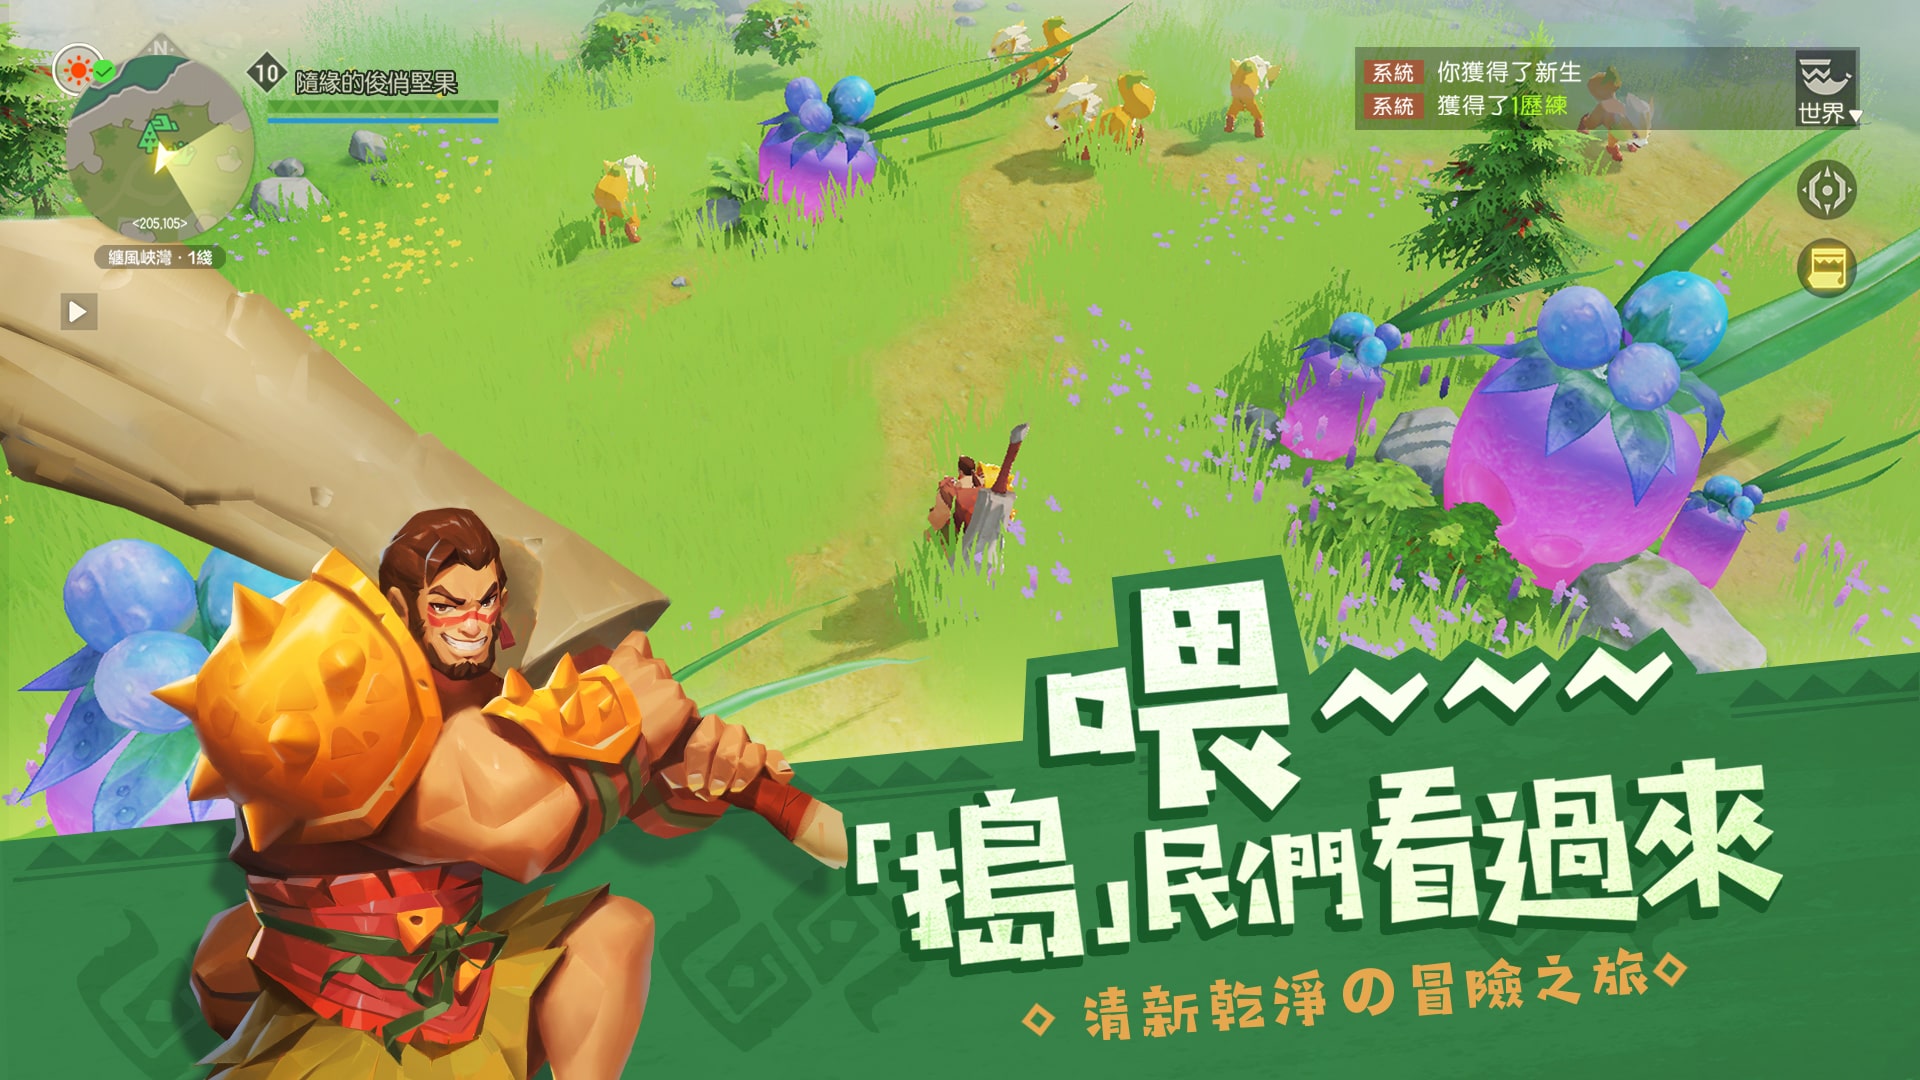 N
10 隨緣的俊俏堅果
<205,105>
纏風峽灣·1綫
系統 你獲得了新生
系統 獲得了1歷練
世界
喂~~~
「搗」民們看過來
清新乾淨の冒險之旅